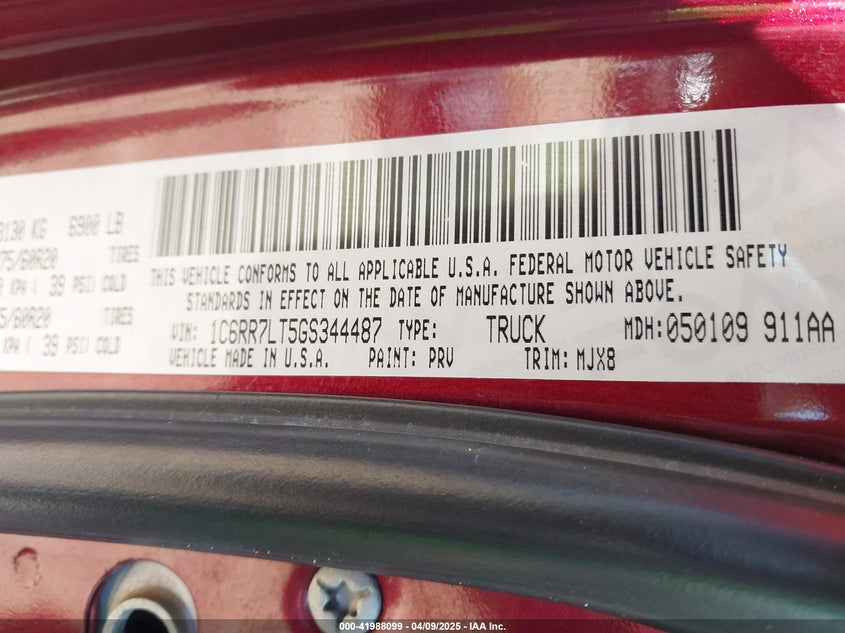 3130 KG 6900 LB
75/60R20 TIRES
KPA ( 39 PSI) COLD
5/60R20 TIRES
KPA ( 39 PSI) COLD
THIS VEHICLE CONFORMS TO ALL APPLICABLE U.S.A. FEDERAL MOTOR VEHICLE SAFETY
STANDARDS IN EFFECT ON THE DATE OF MANUFACTURE SHOWN ABOVE.
VIN: 1C6RR7LT5GS344487 TYPE: TRUCK MDH:050109 911AA
VEHICLE MADE IN U.S.A. PAINT: PRV TRIM: MJX8
000-41988099 | 04/09/2025 | IAA Inc.